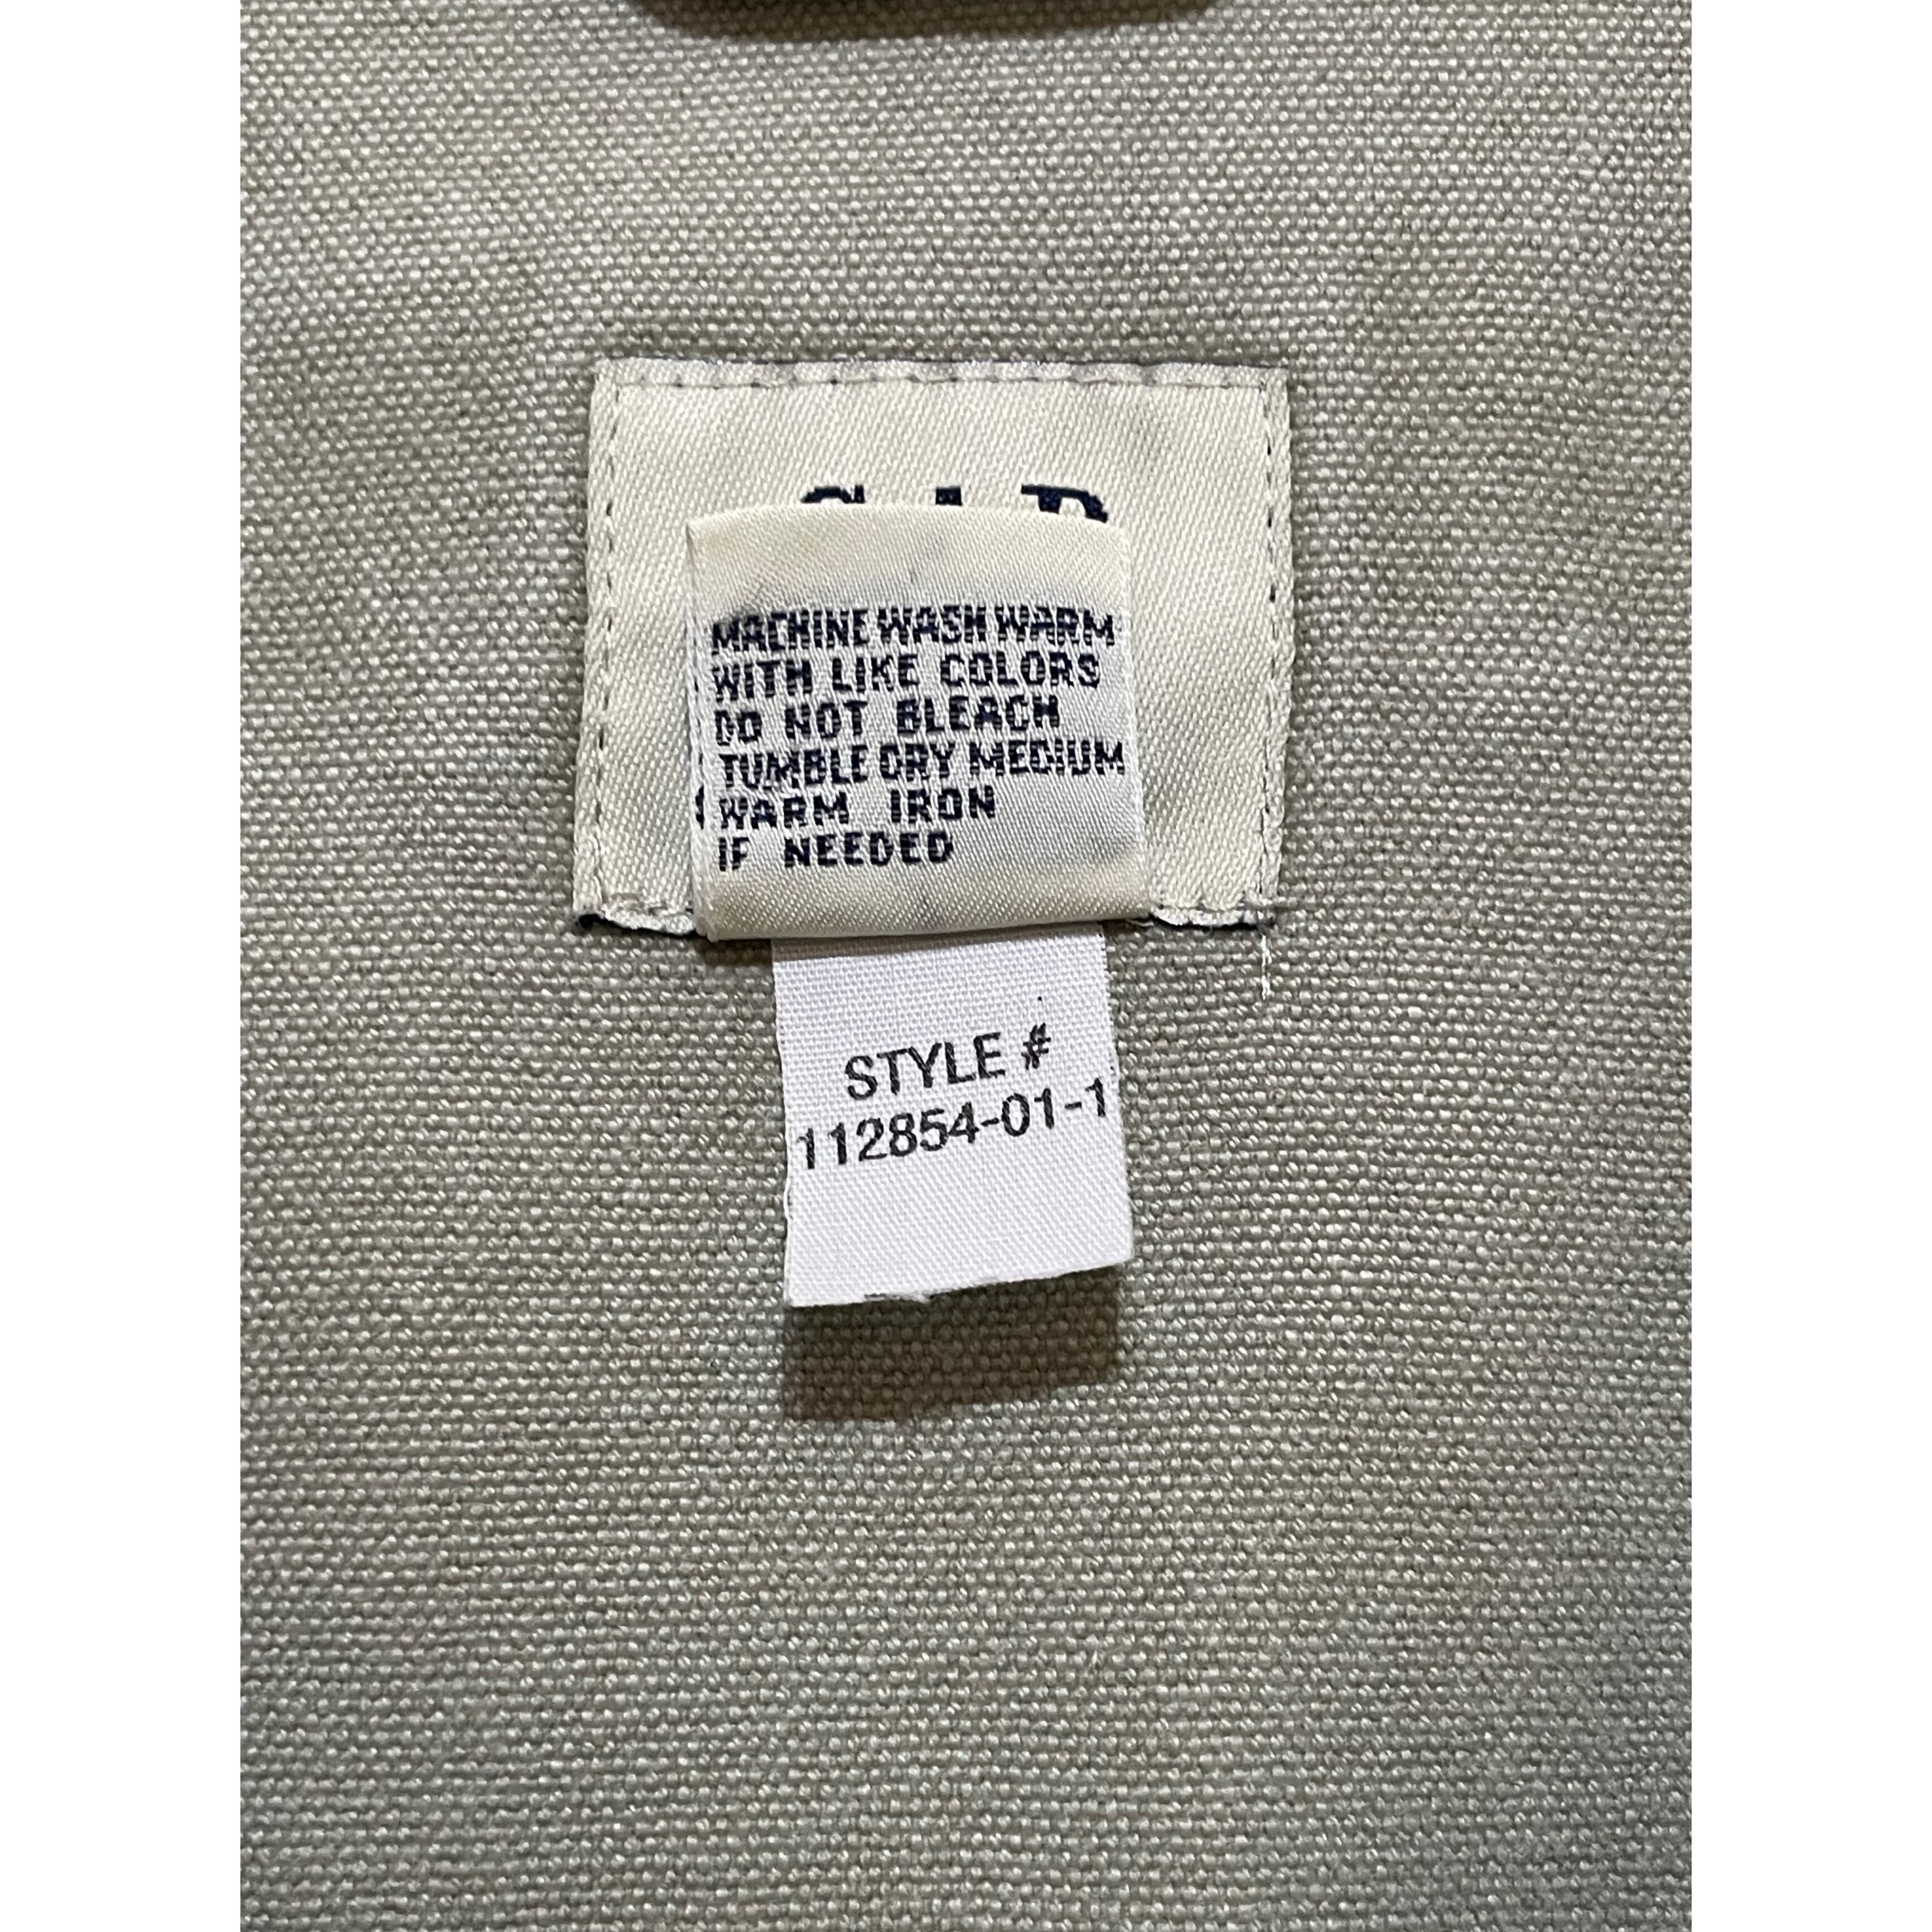 GAP
MACHINE WASH WARM
WITH LIKE COLORS
DO NOT BLEACH
TUMBLE DRY MEDIUM
WARM IRON
IF NEEDED
STYLE #
112854-01-1